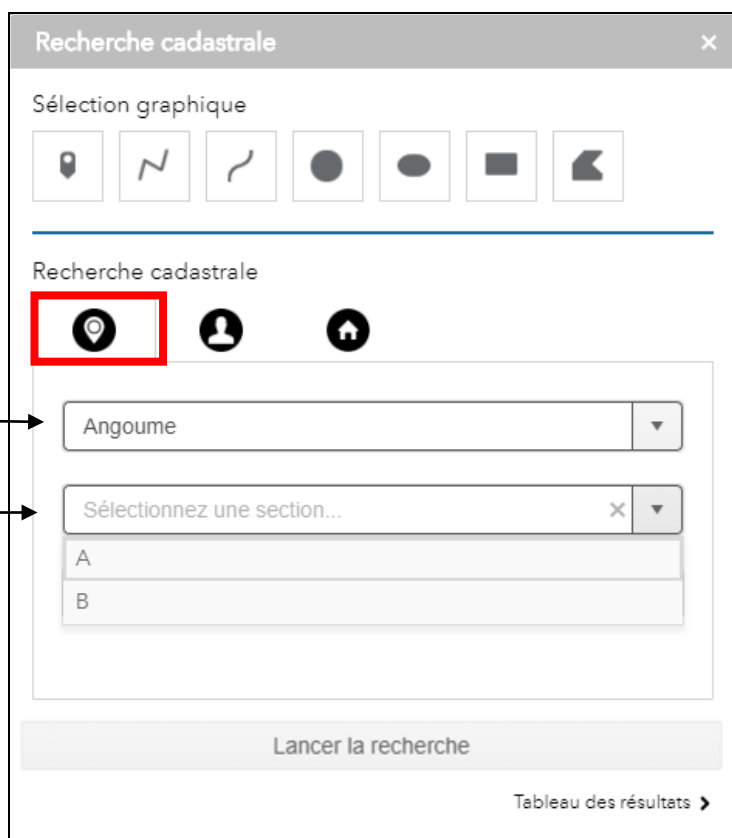 Recherche cadastrale
Sélection graphique
Recherche cadastrale
Angoume
Sélectionnez une section...
A
B
Lancer la recherche
Tableau des résultats